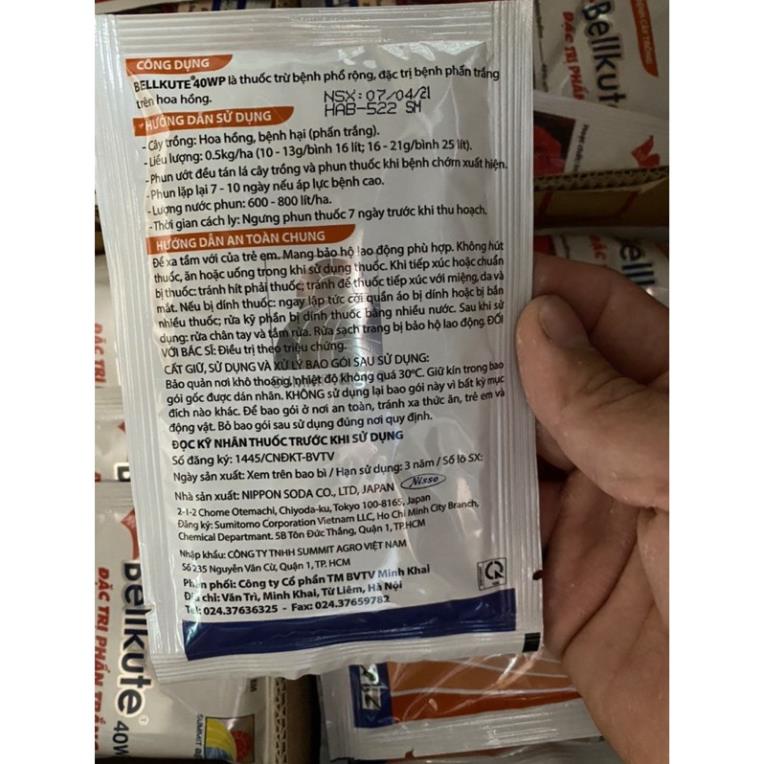 CÔNG DỤNG
BELLKUTE® 40WP là thuốc trừ bệnh phổ rộng, đặc trị bệnh phấn trắng
trên hoa hồng.
NSX: 07/04/21
HAB-522 SM
HƯỚNG DẪN SỬ DỤNG
- Cây trồng: Hoa hồng, bệnh hại (phấn trắng).
- Liều lượng: 0.5kg/ha (10 - 13g/bình 16 lít; 16 - 21g/bình 25 lít).
- Phun ướt đều tán lá cây trồng và phun thuốc khi bệnh chớm xuất hiện.
- Phun lặp lại 7 - 10 ngày nếu áp lực bệnh cao.
- Lượng nước phun: 600 - 800 lít/ha.
- Thời gian cách ly: Ngưng phun thuốc 7 ngày trước khi thu hoạch.
HƯỚNG DẪN AN TOÀN CHUNG
Để xa tầm với của trẻ em. Mang bảo hộ lao động phù hợp. Không hút
thuốc, ăn hoặc uống trong khi sử dụng thuốc. Khi tiếp xúc hoặc chuẩn
bị thuốc: tránh hít phải thuốc; tránh để thuốc tiếp xúc với miệng, da và
mắt. Nếu bị dính thuốc: ngay lập tức cởi quần áo bị dính hoặc bị bắn
nhiều thuốc; rửa kỹ phần bị dính thuốc bằng nhiều nước. Sau khi sử
dụng: rửa chân tay và tắm rửa. Rửa sạch trang bị bảo hộ lao động. ĐỐI
VỚI BÁC SĨ: Điều trị theo triệu chứng.
CẤT GIỮ, SỬ DỤNG VÀ XỬ LÝ BAO GÓI SAU SỬ DỤNG:
Bảo quản nơi khô thoáng, nhiệt độ không quá 30°C. Giữ kín trong bao
gói gốc được dán nhãn. KHÔNG sử dụng lại bao gói này vì bất kỳ mục
đích nào khác. Để bao gói ở nơi an toàn, tránh xa thức ăn, trẻ em và
động vật. Bỏ bao gói sau sử dụng đúng nơi quy định.
ĐỌC KỸ NHÃN THUỐC TRƯỚC KHI SỬ DỤNG
Số đăng ký: 1445/CNĐKT-BVTV
Ngày sản xuất: Xem trên bao bì / Hạn sử dụng: 3 năm / Số lô SX:
Nhà sản xuất: NIPPON SODA CO., LTD, JAPAN Nisso
2-1-2 Chome Otemachi, Chiyoda-ku, Tokyo 100-8165, Japan
Đăng ký: Sumitomo Corporation Vietnam LLC, Ho Chi Minh City Branch,
Chemical Departmant. 5B Tôn Đức Thắng, Quận 1, TP.HCM
Nhập khẩu: CÔNG TY TNHH SUMMIT AGRO VIỆT NAM
Số 235 Nguyễn Văn Cừ, Quận 1, TP. HCM
Phân phối: Công ty Cổ phần TM BVTV Minh Khai
Địa chỉ: Văn Trì, Minh Khai, Từ Liêm, Hà Nội
Tel: 024.37636325 - Fax: 024.37659782
Bellkute
ĐẶC TRỊ PHẤN
ĐẶC TRỊ
Bellkute 40W
ĐẶC TRỊ PHẤN TRẮNG
SUMMIT